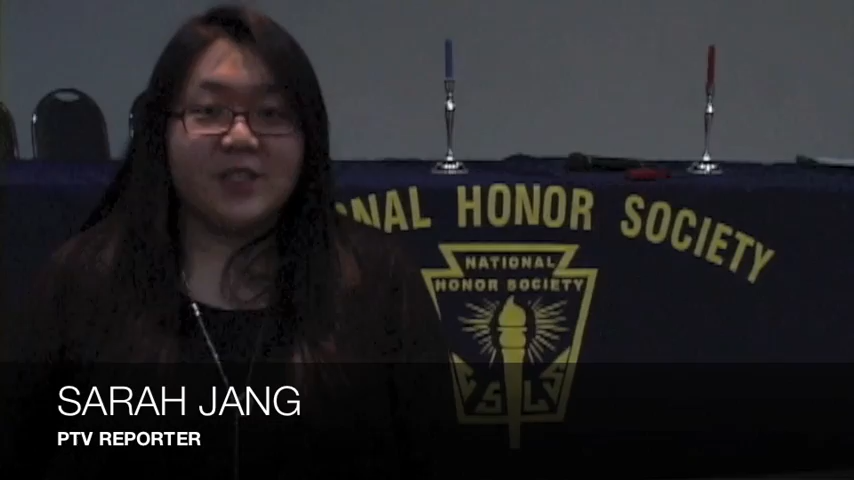 NAL HONOR SOCIETY
NATIONAL
HONOR SOCIETY
C S L S
SARAH JANG
PTV REPORTER